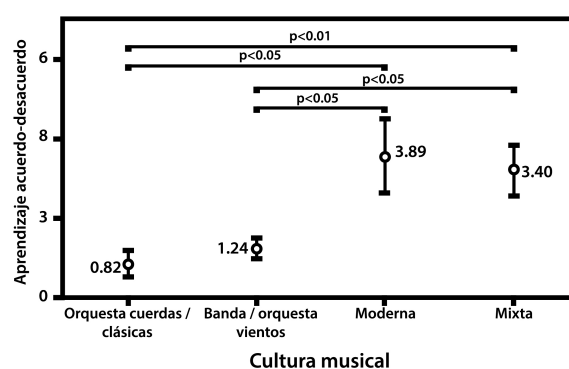 p<0.01
p<0.05
p<0.05
p<0.05
Aprendizaje acuerdo-desacuerdo
6
8
3
0
0.82
1.24
3.89
3.40
Orquesta cuerdas /
clásicas
Banda / orquesta
vientos
Moderna
Mixta
Cultura musical